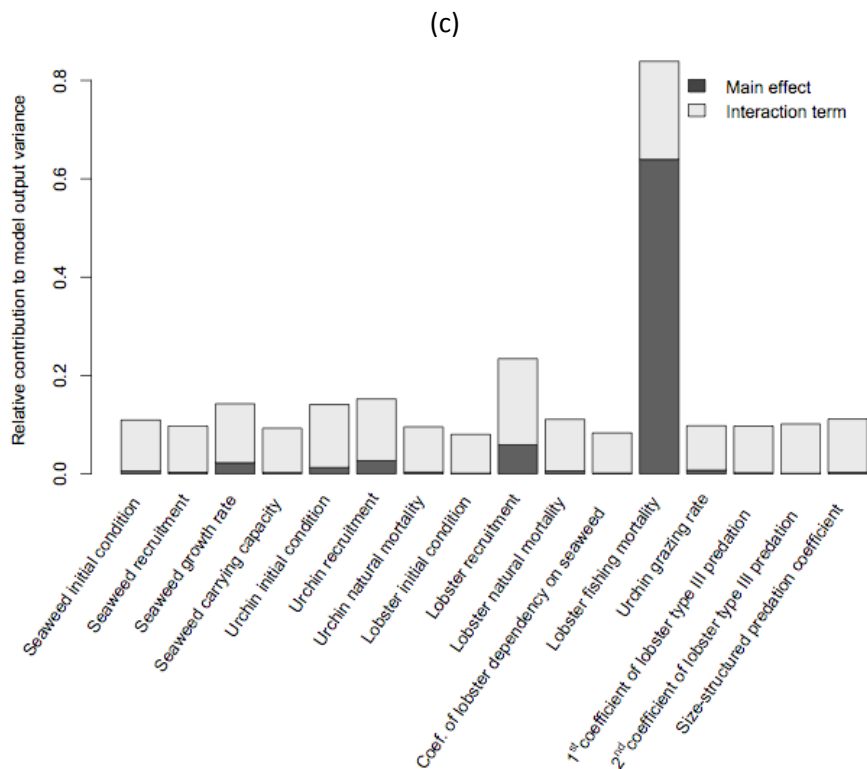 (c)
Relative contribution to model output variance
0.8
0.6
0.4
0.2
0.0
Main effect
Interaction term
Seaweed initial condition
Seaweed recruitment
Seaweed growth rate
Seaweed carrying capacity
Urchin initial condition
Urchin recruitment
Urchin natural mortality
Lobster initial condition
Lobster recruitment
Lobster natural mortality
Coef. of lobster dependency on seaweed
Lobster fishing mortality
Urchin grazing rate
1st coefficient of lobster type III predation
2nd coefficient of lobster type III predation
Size-structured predation coefficient